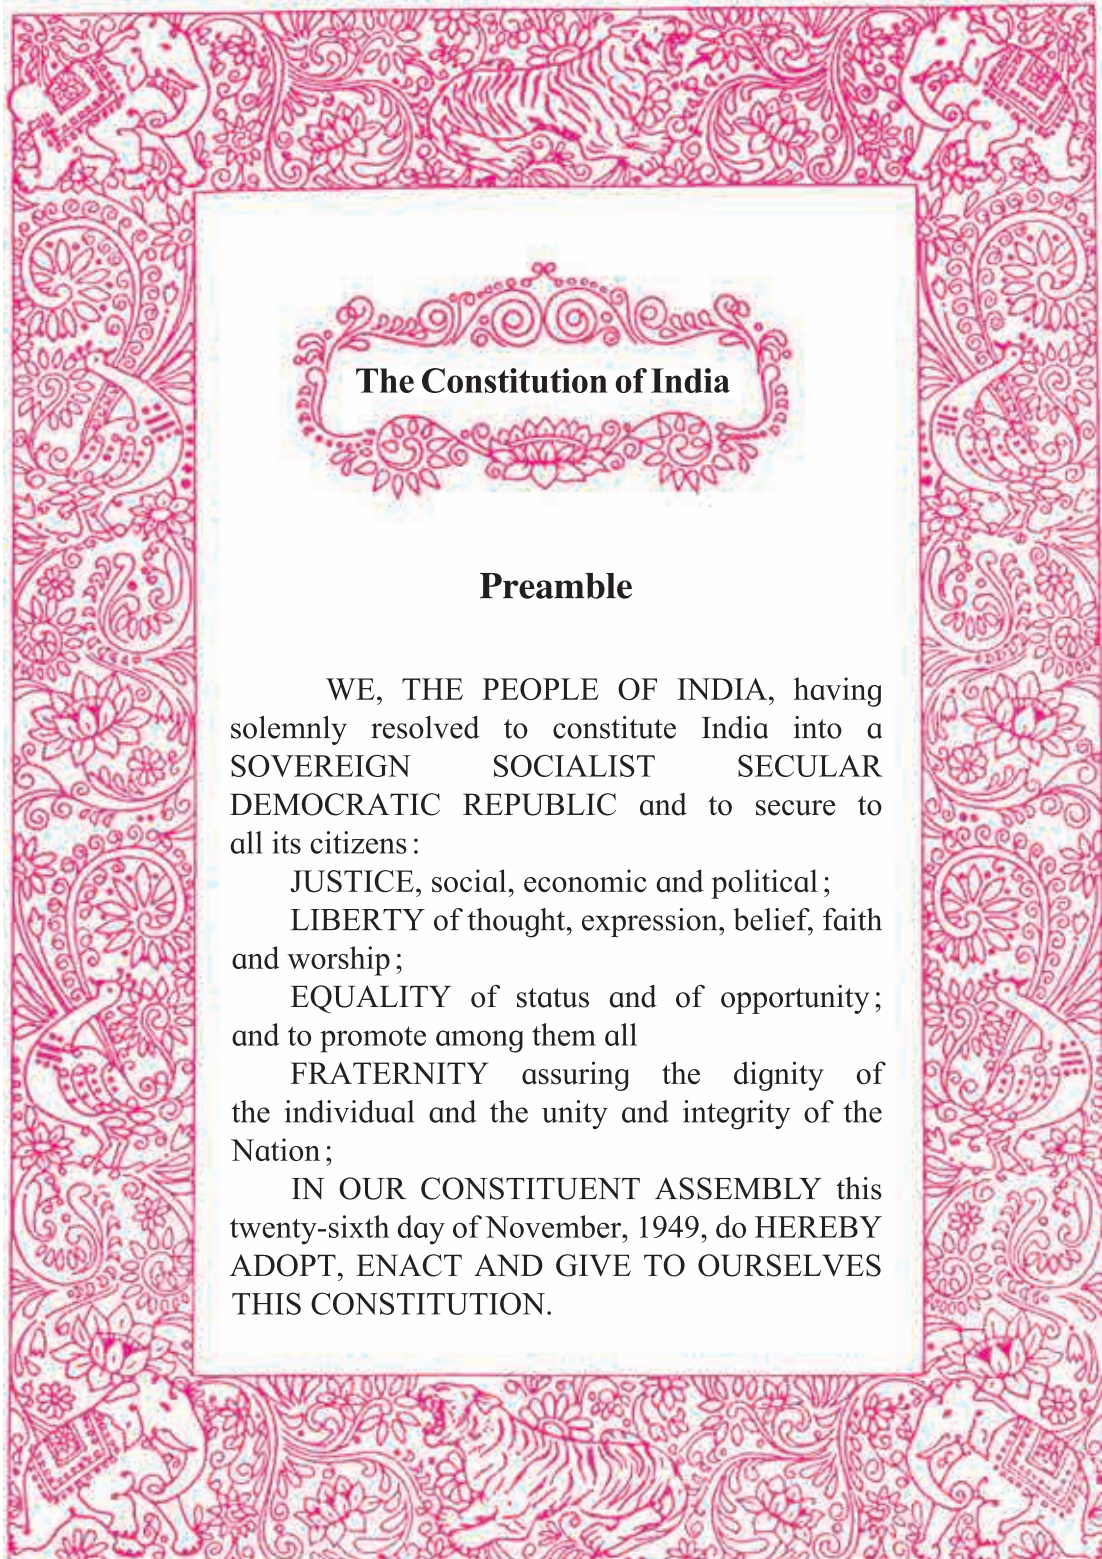 The Constitution of India
Preamble
WE, THE PEOPLE OF INDIA, having
solemnly resolved to constitute India into a
SOVEREIGN SOCIALIST SECULAR
DEMOCRATIC REPUBLIC and to secure to
all its citizens :
JUSTICE, social, economic and political ;
LIBERTY of thought, expression, belief, faith
and worship ;
EQUALITY of status and of opportunity ;
and to promote among them all
FRATERNITY assuring the dignity of
the individual and the unity and integrity of the
Nation ;
IN OUR CONSTITUENT ASSEMBLY this
twenty-sixth day of November, 1949, do HEREBY
ADOPT, ENACT AND GIVE TO OURSELVES
THIS CONSTITUTION.